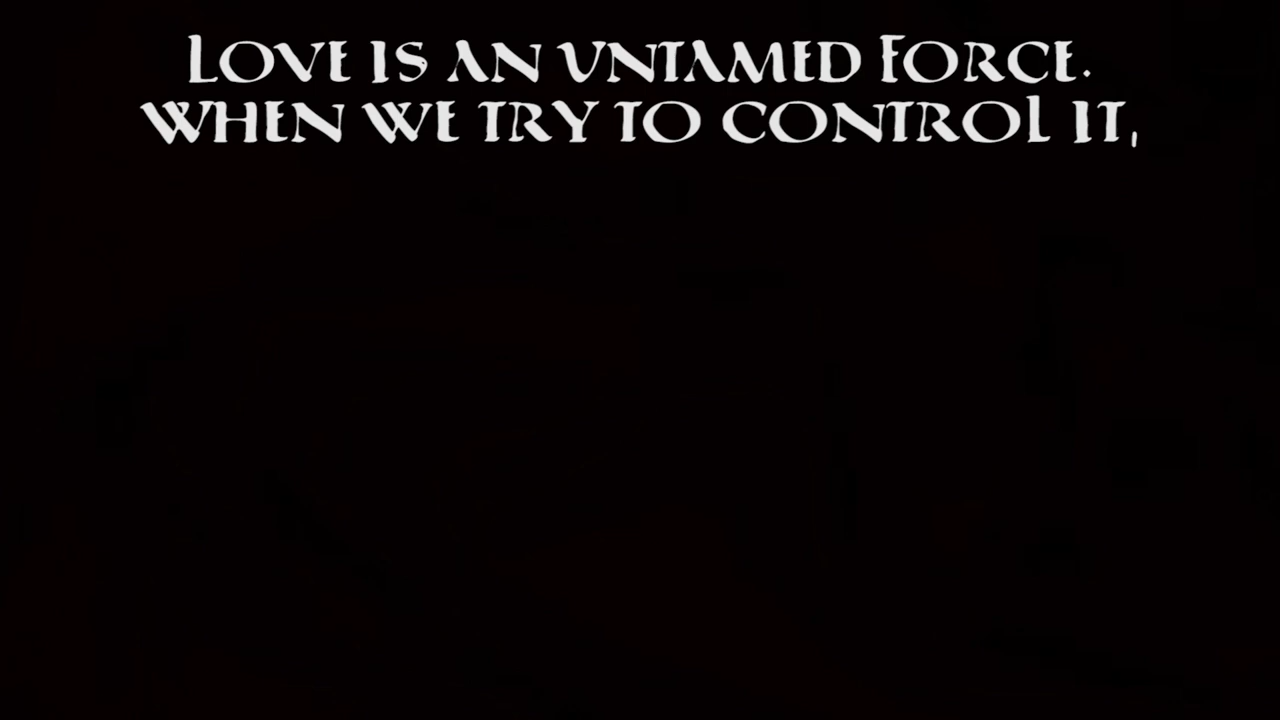 Love is an untamed force.
When we try to control it,